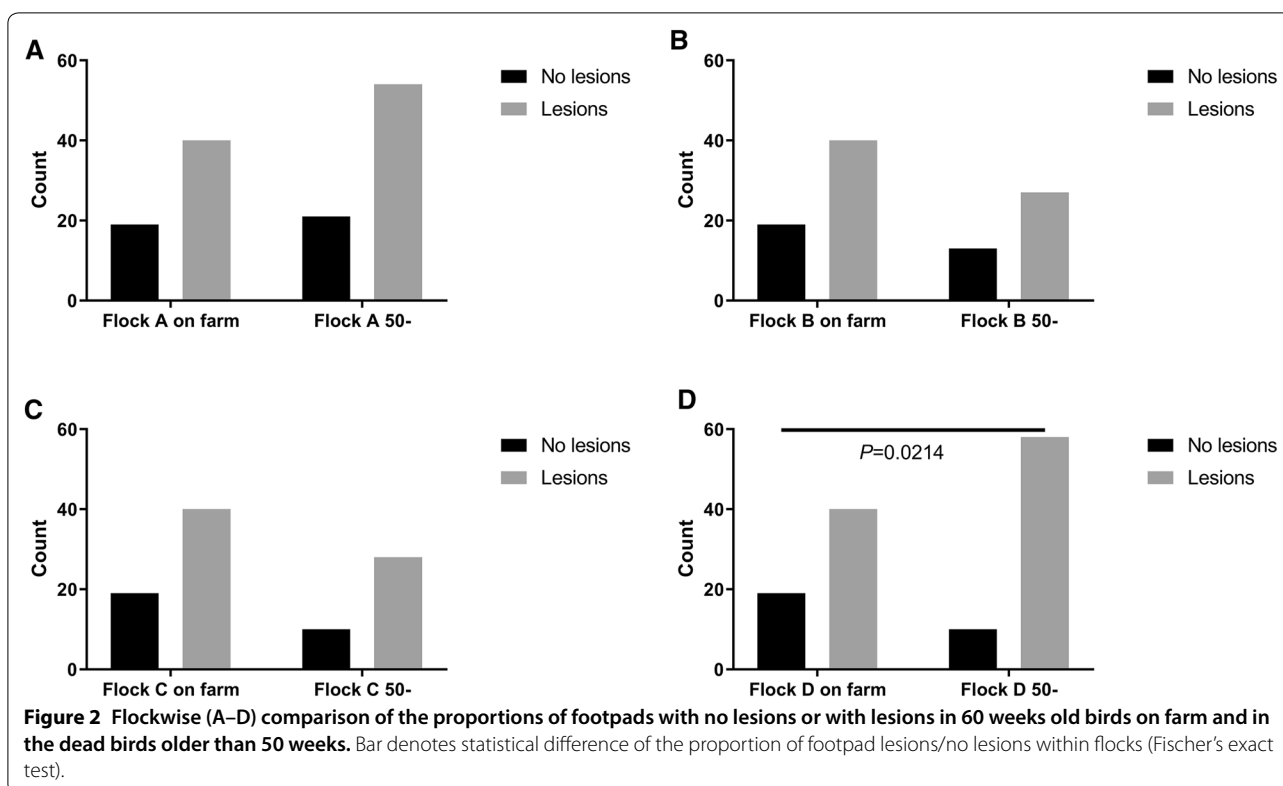 A
60
40
20
0
Count
No lesions
Lesions
Flock A on farm
Flock A 50-
B
60
40
20
0
Count
No lesions
Lesions
Flock B on farm
Flock B 50-
C
60
40
20
0
Count
No lesions
Lesions
Flock C on farm
Flock C 50-
D
60
40
20
0
Count
P=0.0214
No lesions
Lesions
Flock D on farm
Flock D 50-
Figure 2 Flockwise (A–D) comparison of the proportions of footpads with no lesions or with lesions in 60 weeks old birds on farm and in
the dead birds older than 50 weeks. Bar denotes statistical difference of the proportion of footpad lesions/no lesions within flocks (Fischer's exact
test).